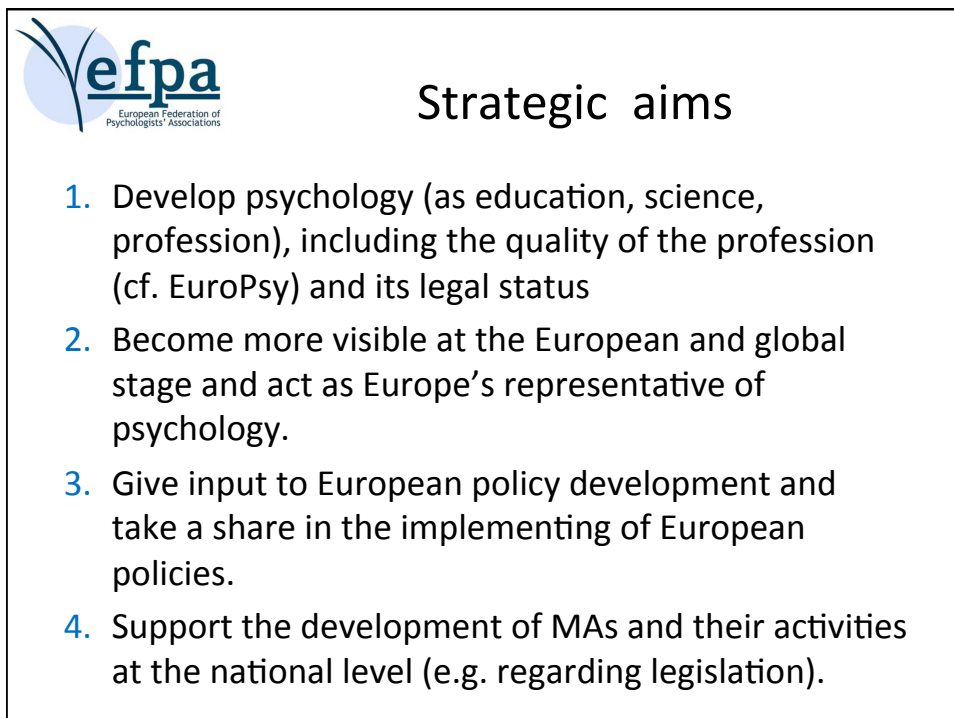 efpa
European Federation of
Psychologists' Associations
Strategic aims
1. Develop psychology (as education, science,
profession), including the quality of the profession
(cf. EuroPsy) and its legal status
2. Become more visible at the European and global
stage and act as Europe’s representative of
psychology.
3. Give input to European policy development and
take a share in the implementing of European
policies.
4. Support the development of MAs and their activities
at the national level (e.g. regarding legislation).